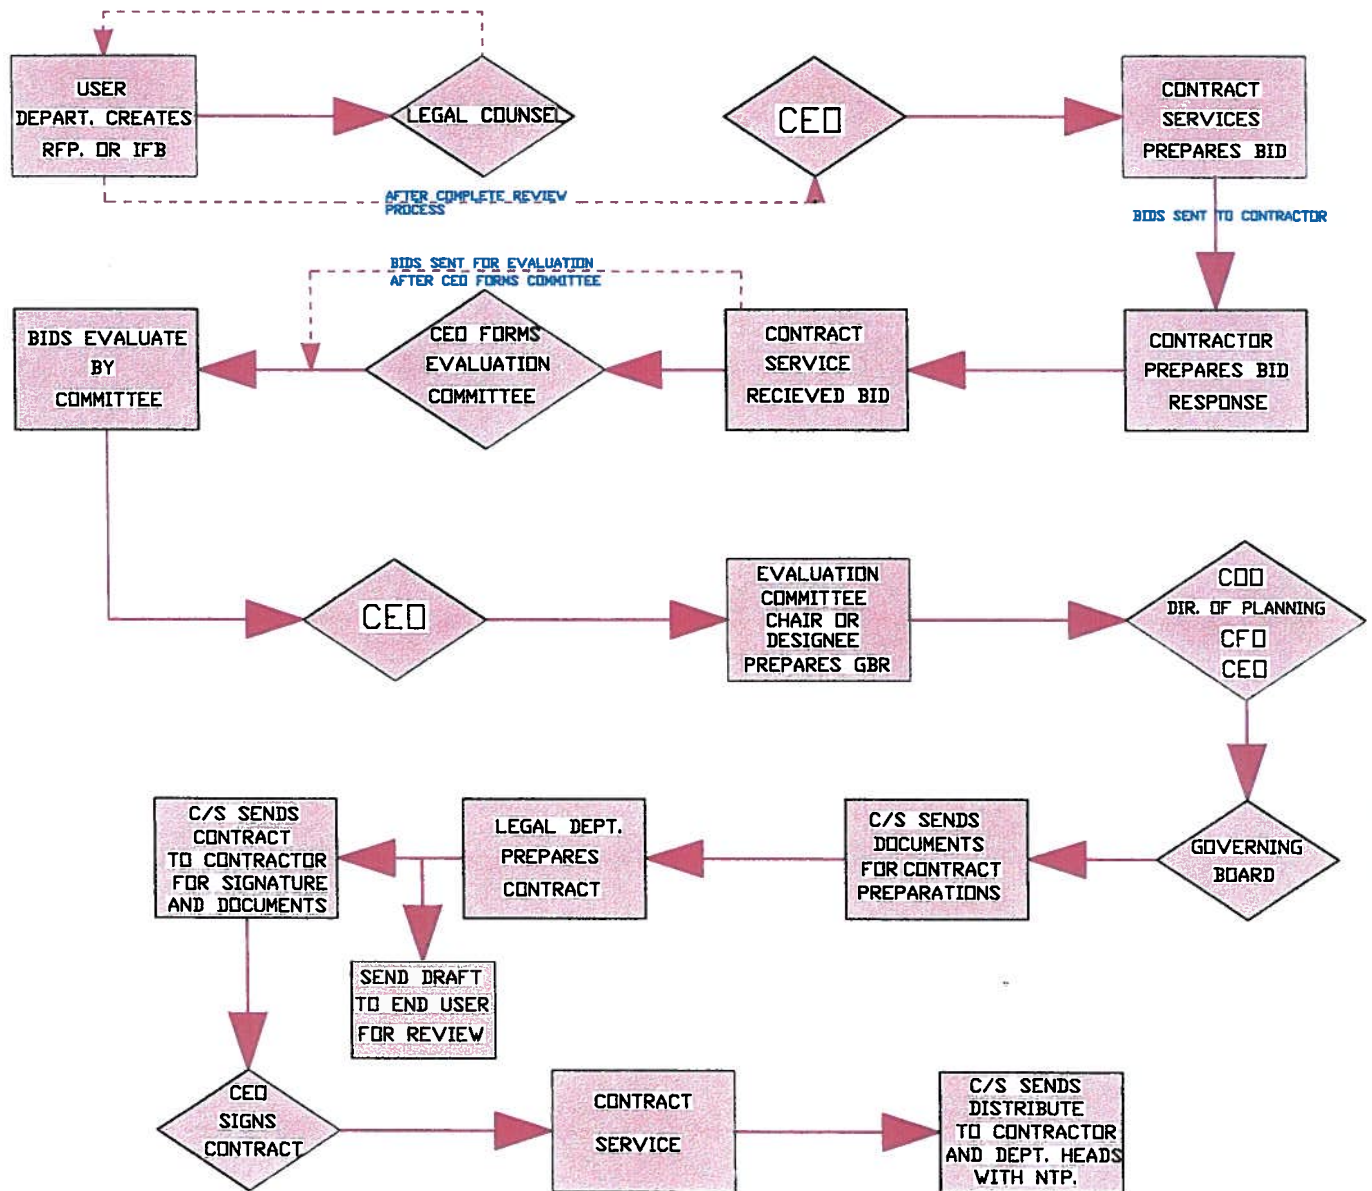 USER
DEPART. CREATES
RFP. OR IFB
LEGAL COUNSEL
CEO
CONTRACT
SERVICES
PREPARES BID
AFTER COMPLETE REVIEW
PROCESS
BIDS SENT TO CONTRACTOR
BIDS SENT FOR EVALUATION
AFTER CEO FORMS COMMITTEE
BIDS EVALUATE
BY
COMMITTEE
CEO FORMS
EVALUATION
COMMITTEE
CONTRACT
SERVICE
RECIEVED BID
CONTRACTOR
PREPARES BID
RESPONSE
CEO
EVALUATION
COMMITTEE
CHAIR OR
DESIGNEE
PREPARES GBR
COO
DIR. OF PLANNING
CFO
CEO
C/S SENDS
CONTRACT
TO CONTRACTOR
FOR SIGNATURE
AND DOCUMENTS
LEGAL DEPT.
PREPARES
CONTRACT
C/S SENDS
DOCUMENTS
FOR CONTRACT
PREPARATIONS
GOVERNING
BOARD
SEND DRAFT
TO END USER
FOR REVIEW
CEO
SIGNS
CONTRACT
CONTRACT
SERVICE
C/S SENDS
DISTRIBUTE
TO CONTRACTOR
AND DEPT. HEADS
WITH NTP.